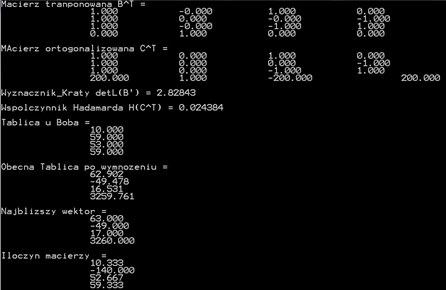 Macierz tranponowana B^T =
1.000 -0.000 1.000 0.000
1.000 0.000 -0.000 -1.000
1.000 -0.000 -1.000 1.000
0.000 1.000 0.000 0.000
MAcierz ortogonalizowana C^T =
1.000 0.000 1.000 0.000
1.000 0.000 0.000 -1.000
1.000 0.000 -1.000 1.000
200.000 1.000 -200.000 200.000
Wyznacznik_Kraty detL(B') = 2.82843
Wspolczynnik Hadamarda H(C^T) = 0.024384
Tablica u Boba =
10.000
59.000
53.000
59.000
Obecna Tablica po wymnozeniu =
62.902
-49.478
16.531
3259.761
Najblizszy wektor =
63.000
-49.000
17.000
3260.000
Iloczyn macierzy =
10.333
-140.000
52.667
59.333